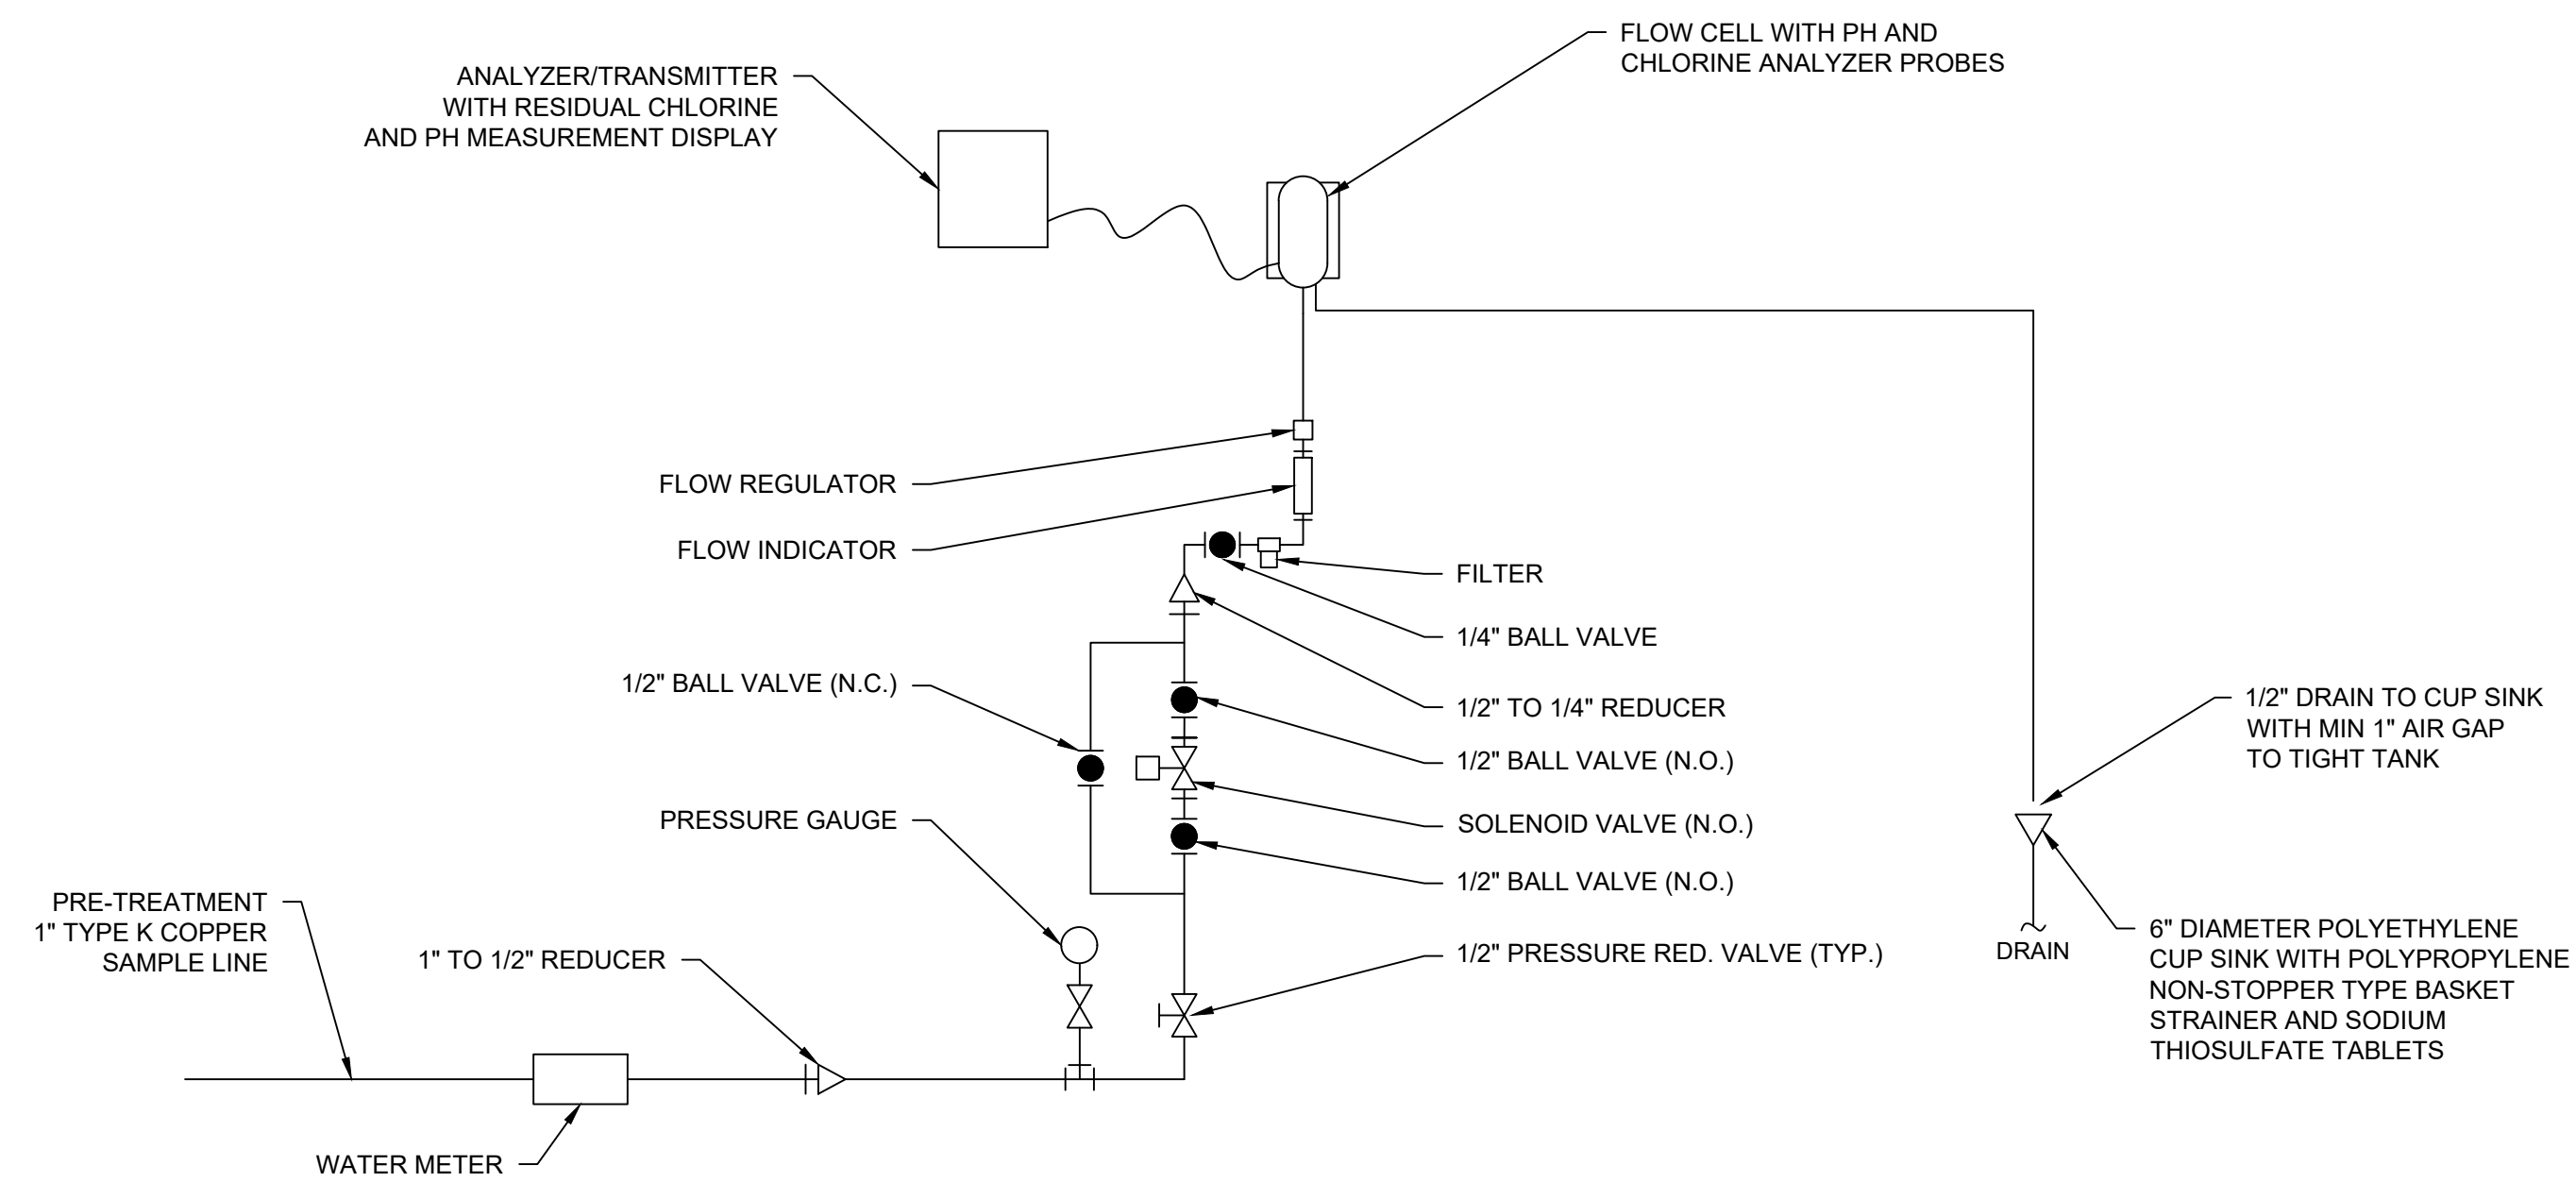 FLOW CELL WITH PH AND
CHLORINE ANALYZER PROBES
ANALYZER/TRANSMITTER
WITH RESIDUAL CHLORINE
AND PH MEASUREMENT DISPLAY
FLOW REGULATOR
FLOW INDICATOR
FILTER
1/4" BALL VALVE
1/2" BALL VALVE (N.C.)
1/2" TO 1/4" REDUCER
1/2" DRAIN TO CUP SINK
WITH MIN 1" AIR GAP
TO TIGHT TANK
1/2" BALL VALVE (N.O.)
PRESSURE GAUGE
SOLENOID VALVE (N.O.)
1/2" BALL VALVE (N.O.)
PRE-TREATMENT
1" TYPE K COPPER
SAMPLE LINE
1" TO 1/2" REDUCER
1/2" PRESSURE RED. VALVE (TYP.)
DRAIN
6" DIAMETER POLYETHYLENE
CUP SINK WITH POLYPROPYLENE
NON-STOPPER TYPE BASKET
STRAINER AND SODIUM
THIOSULFATE TABLETS
WATER METER